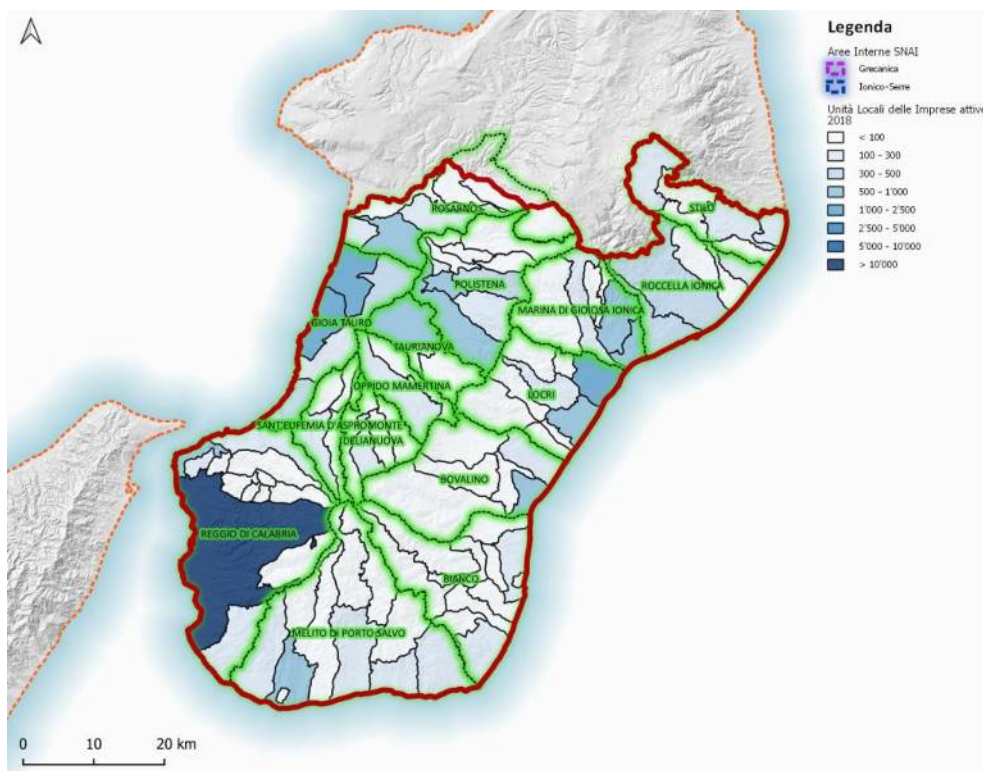 Legenda
Aree Interne SNAI
Grecanica
Ionico-Serre
Unità Locali delle Imprese attive
2018
< 100
100 - 300
300 - 500
500 - 1'000
1'000 - 2'500
2'500 - 5'000
5'000 - 10'000
> 10'000
ROSARNO
STILO
POLISTENA
ROCCELLA IONICA
MARINA DI GIOIOSA IONICA
GIOIA TAURO
TAURIANOVA
OPPIDO MAMERTINA
LOCRI
SANT'EUFEMIA D'ASPROMONTE
DELIANUOVA
BOVALINO
REGGIO DI CALABRIA
BIANCO
MELITO DI PORTO SALVO
0 10 20 km